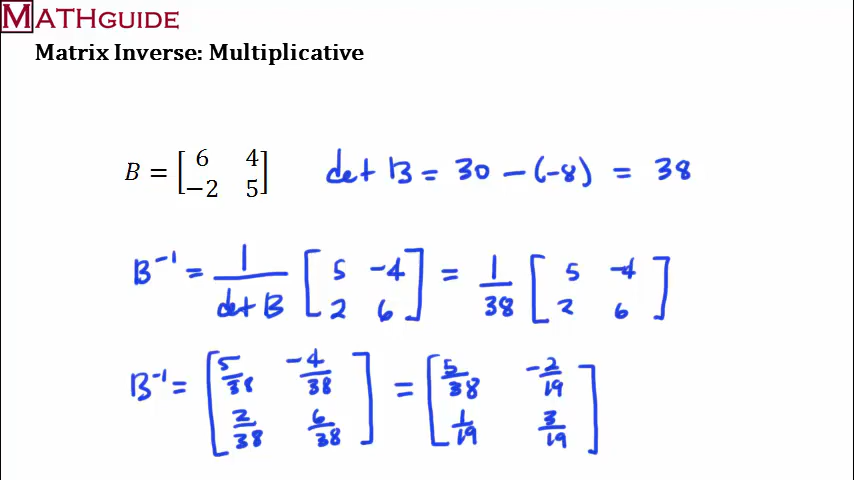 MATHGUIDE
Matrix Inverse: Multiplicative
B = [6 4; −2 5] det B = 30 − (−8) = 38
B⁻¹ = 1/det B [5 −4; 2 6] = 1/38 [5 −4; 2 6]
B⁻¹ = [5/38 −4/38; 2/38 6/38] = [5/38 −2/19; 1/19 3/19]